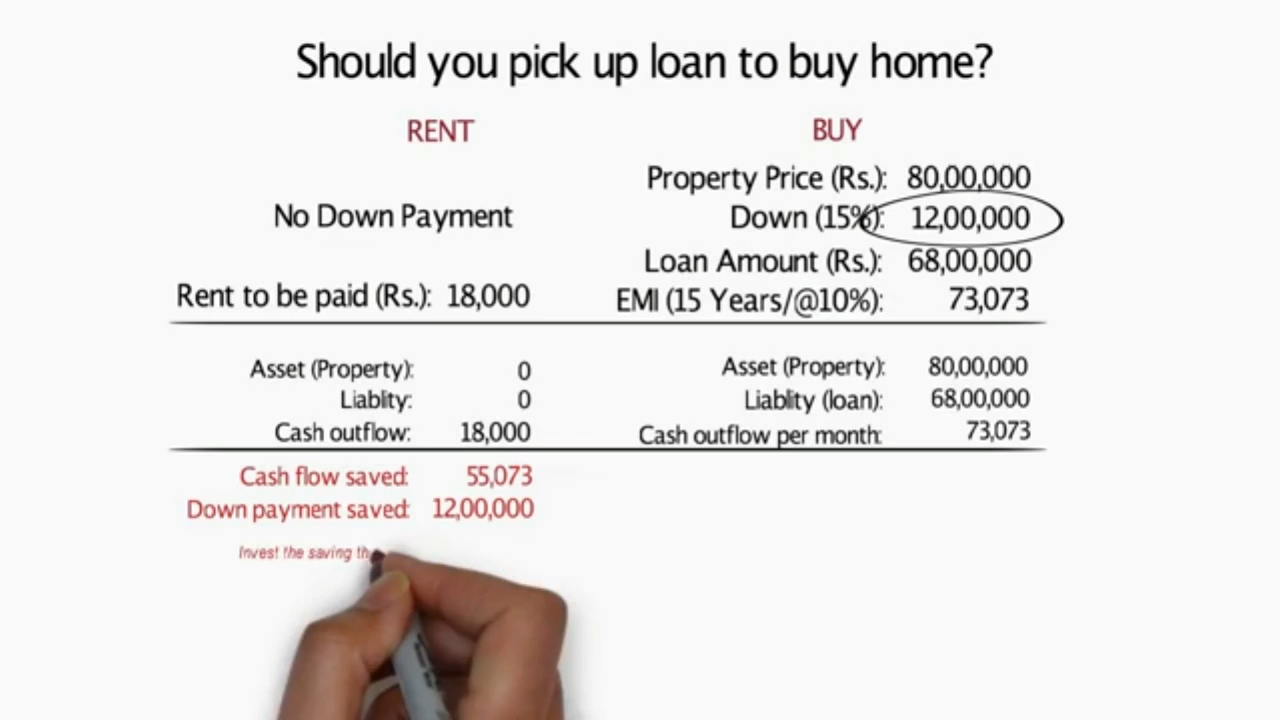 Should you pick up loan to buy home?
RENT
No Down Payment
Rent to be paid (Rs.): 18,000
BUY
Property Price (Rs.): 80,00,000
Down (15%): 12,00,000
Loan Amount (Rs.): 68,00,000
EMI (15 Years/@10%): 73,073
Asset (Property): 0
Liablity: 0
Cash outflow: 18,000
Asset (Property): 80,00,000
Liablity (loan): 68,00,000
Cash outflow per month: 73,073
Cash flow saved: 55,073
Down payment saved: 12,00,000
Invest the saving th